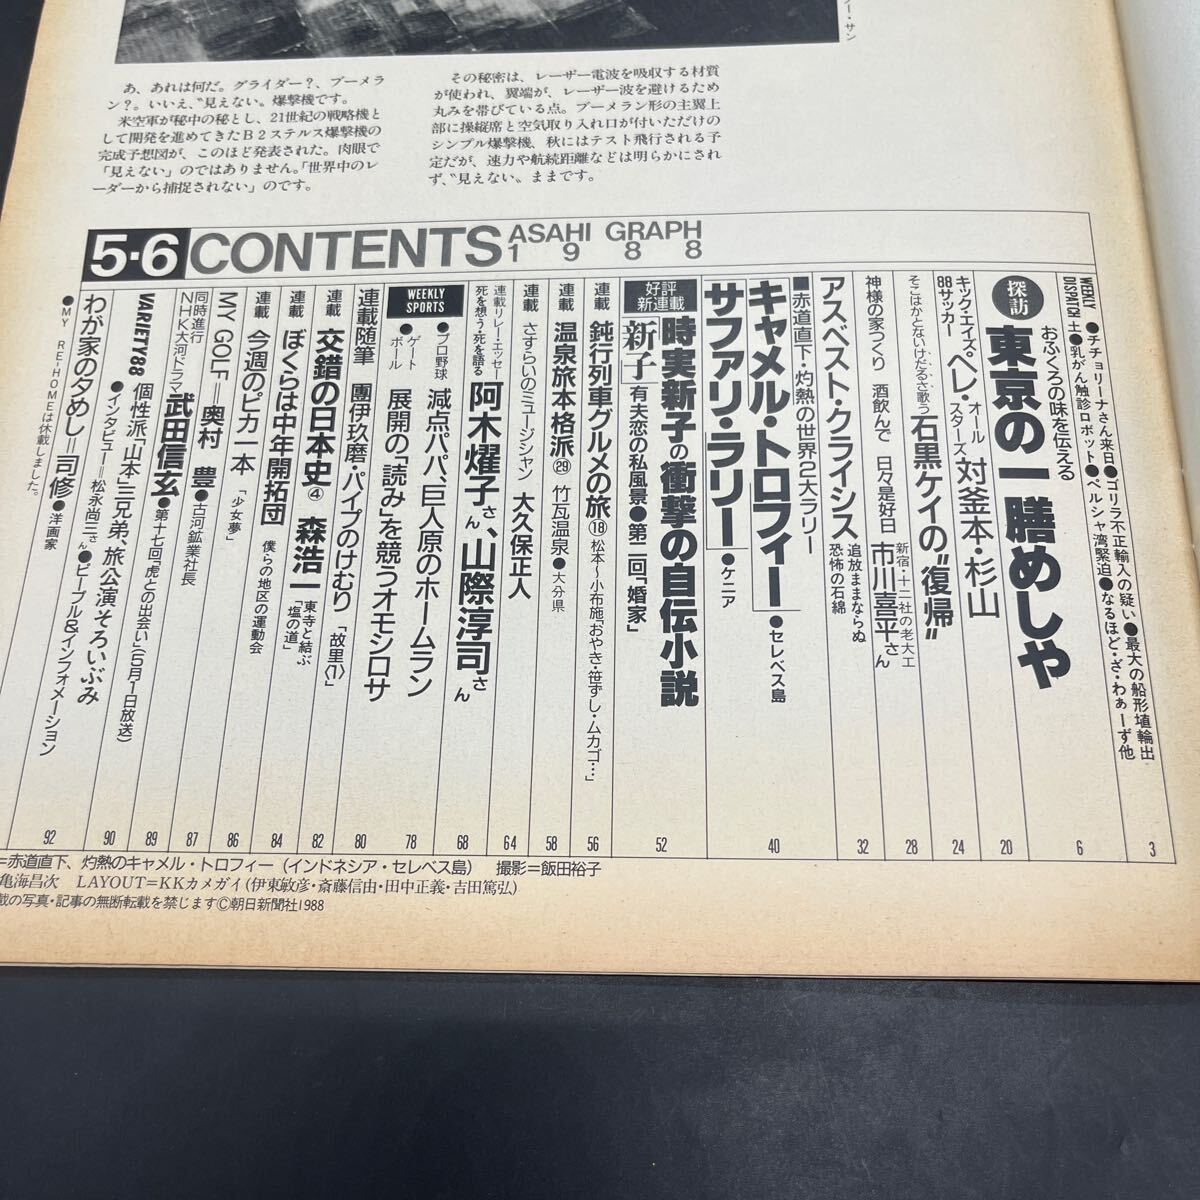 ー・サン
あ、あれは何だ。グライダー?、ブーメラ
ン?。いいえ、〝見えない〟爆撃機です。
米空軍が秘中の秘とし、21世紀の戦略機と
して開発を進めてきたB2ステルス爆撃機の
完成予想図が、このほど発表された。肉眼で
「見えない」のではありません。「世界中のレ
ーダーから捕捉されない」のです。
その秘密は、レーザー電波を吸収する材質
が使われ、翼端が、レーザー波を避けるため
丸みを帯びている点。ブーメラン形の主翼上
部に操縦席と空気取り入れ口が付いただけの
シンプル爆撃機、秋にはテスト飛行される予
定だが、速力や航続距離などは明らかにされ
ず、〝見えない〟ままです。
5・6 CONTENTS ASAHI GRAPH 1988
WEEKLY DISPATCH
●チチョリーナさん来日●ゴリラ不正輸入の疑い●最大の船形埴輪出
土●乳がん触診ロボット●ペルシャ湾緊迫●なるほど・ざ・わぁーず他
3
6
探訪
おふくろの味を伝える
東京の一膳めしや
20
キック・エイズ
88サッカー
ペレ・オールスターズ 対 釜本・杉山
24
そこはかとないけだるさ歌う
石黒ケイの〝復帰〟
28
神様の家つくり 酒飲んで 日々是好日
新宿・十二社の老大工
市川喜平さん
32
アスベスト・クライシス
追放ままならぬ
恐怖の石綿
■赤道直下・灼熱の世界2大ラリー
キャメル・トロフィー」●セレベス島
サファリ・ラリー」●ケニア
40
好評
新連載
時実新子の衝撃の自伝小説
「新子」有夫恋の私風景●第二回「婚家」
52
連載 鈍行列車グルメの旅⑱ 松本〜小布施「おやき・笹ずし・ムカゴ…」
56
連載 温泉旅本格派㉙ 竹瓦温泉●大分県
58
連載 さすらいのミュージシャン 大久保正人
64
連載リレー・エッセー
死を想う・死を語る
阿木燿子さん、山際淳司さん
68
WEEKLY
SPORTS
●プロ野球 減点パパ、巨人原のホームラン
●ゲートボール 展開の「読み」を競うオモシロサ
78
連載随筆 團伊玖磨・パイプのけむり「故里〈1〉」
80
連載 交錯の日本史④ 森浩一 東寺と結ぶ「塩の道」
82
連載 ぼくらは中年開拓団 僕らの地区の運動会
84
連載 今週のピカ一本「少女夢」
86
MY GOLF=奥村 豊●古河鉱業社長
87
同時進行
NHK大河ドラマ
武田信玄●第十七回「虎との出会い」(5月1日放送)
89
VARIETY88 個性派「山本」三兄弟、旅公演そろいぶみ
●インタビュー=松永尚三さん●ピープル&インフォメーション
90
わが家の夕めし=司修●洋画家
●MY RE-HOMEは休載しました。
92
=赤道直下、灼熱のキャメル・トロフィー(インドネシア・セレベス島) 撮影=飯田裕子
亀海昌次 LAYOUT=KKカメガイ(伊東敏彦・斎藤信由・田中正義・吉田篤弘)
載の写真・記事の無断転載を禁じます©朝日新聞社1988